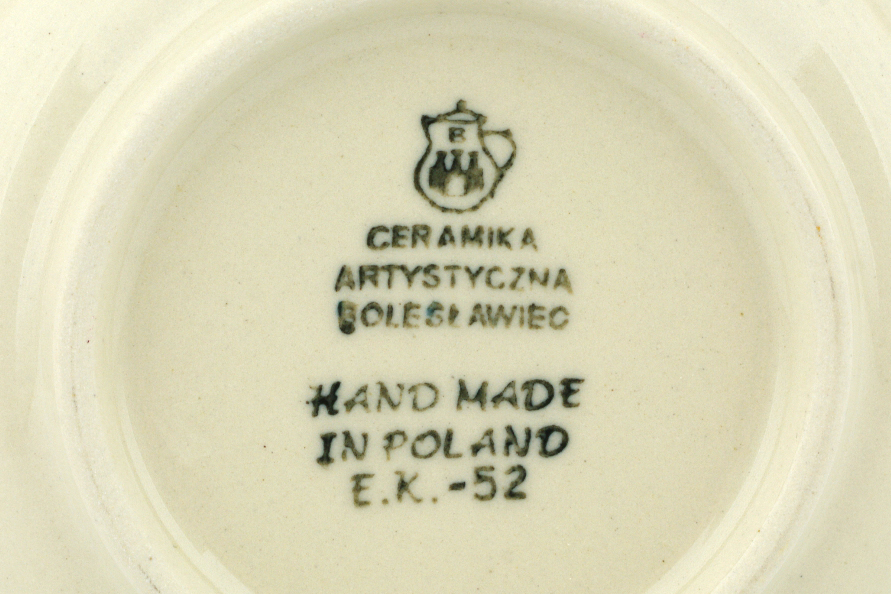 B
CERAMIKA
ARTYSTYCZNA
BOLESŁAWIEC
HAND MADE
IN POLAND
E.K.-52